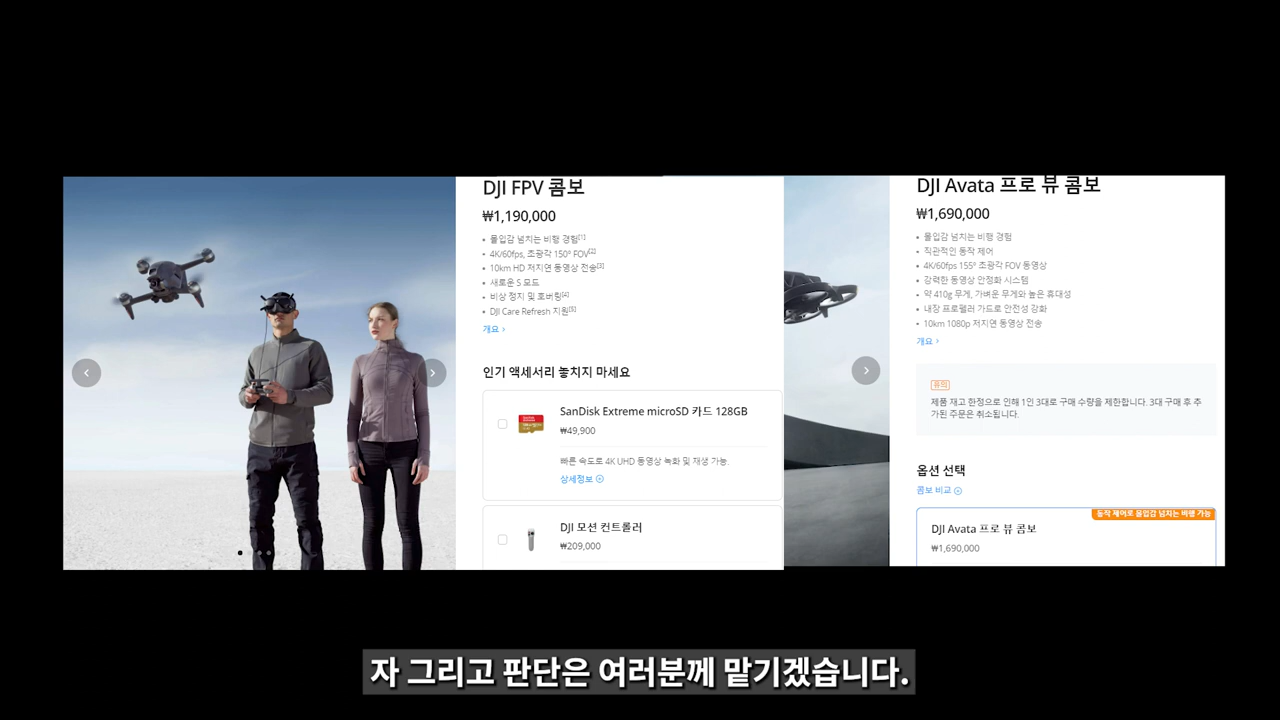 DJI FPV 콤보
₩1,190,000
• 몰입감 넘치는 비행 경험[1]
• 4K/60fps, 초광각 150° FOV[2]
• 10km HD 저지연 동영상 전송[3]
• 새로운 S 모드
• 비상 정지 및 호버링[4]
• DJI Care Refresh 지원[5]
개요 >
인기 액세서리 놓치지 마세요
SanDisk Extreme microSD 카드 128GB
₩49,900
빠른 속도로 4K UHD 동영상 녹화 및 재생 가능.
상세정보
DJI 모션 컨트롤러
₩209,000
DJI Avata 프로 뷰 콤보
₩1,690,000
• 몰입감 넘치는 비행 경험
• 직관적인 동작 제어
• 4K/60fps 155° 초광각 FOV 동영상
• 강력한 동영상 안정화 시스템
• 약 410g 무게, 가벼운 무게와 높은 휴대성
• 내장 프로펠러 가드로 안전성 강화
• 10km 1080p 저지연 동영상 전송
개요 >
유의
제품 재고 한정으로 인해 1인 3대로 구매 수량을 제한합니다. 3대 구매 후 추
가된 주문은 취소됩니다.
옵션 선택
콤보 비교
동작 제어로 몰입감 넘치는 비행 가능
DJI Avata 프로 뷰 콤보
₩1,690,000
자 그리고 판단은 여러분께 맡기겠습니다.